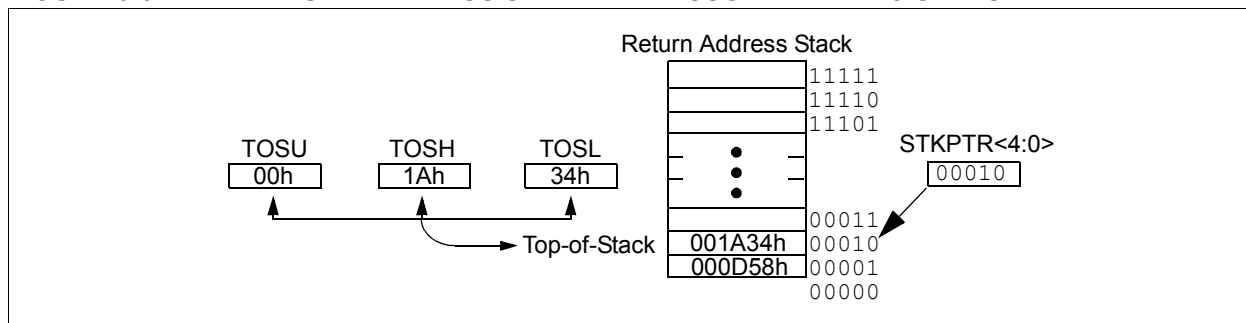 Return Address Stack
11111
11110
11101
TOSU TOSH TOSL STKPTR<4:0>
00h 1Ah 34h 00010
00011
Top-of-Stack 001A34h 00010
000D58h 00001
00000